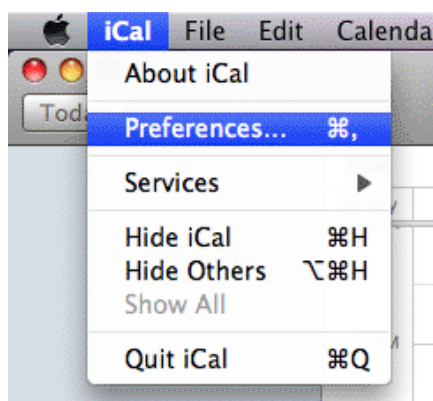 iCal File Edit Calenda
Toda
About iCal
Preferences... ⌘,
Services
Hide iCal ⌘H
Hide Others ⌥⌘H
Show All
Quit iCal ⌘Q